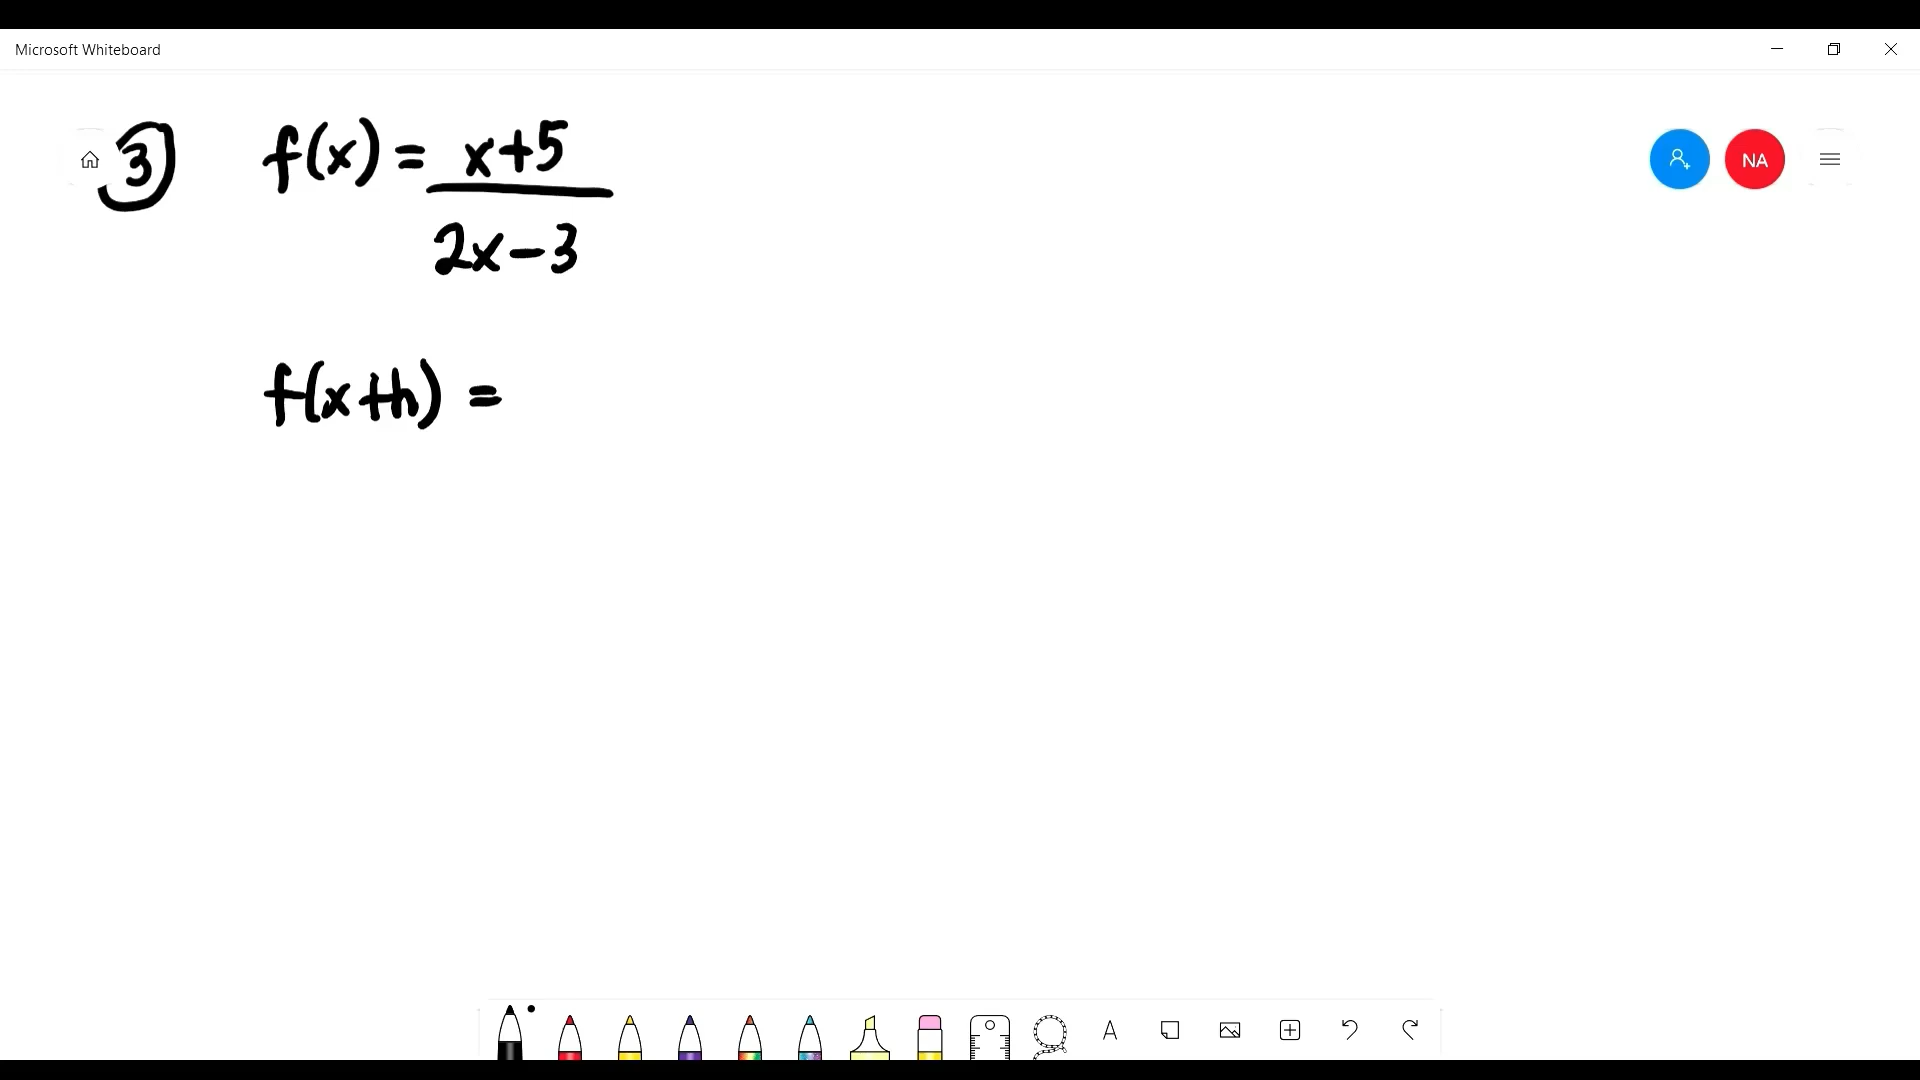 Microsoft Whiteboard
3 f(x) = x+5
2x-3
NA
f(x+h) =
A